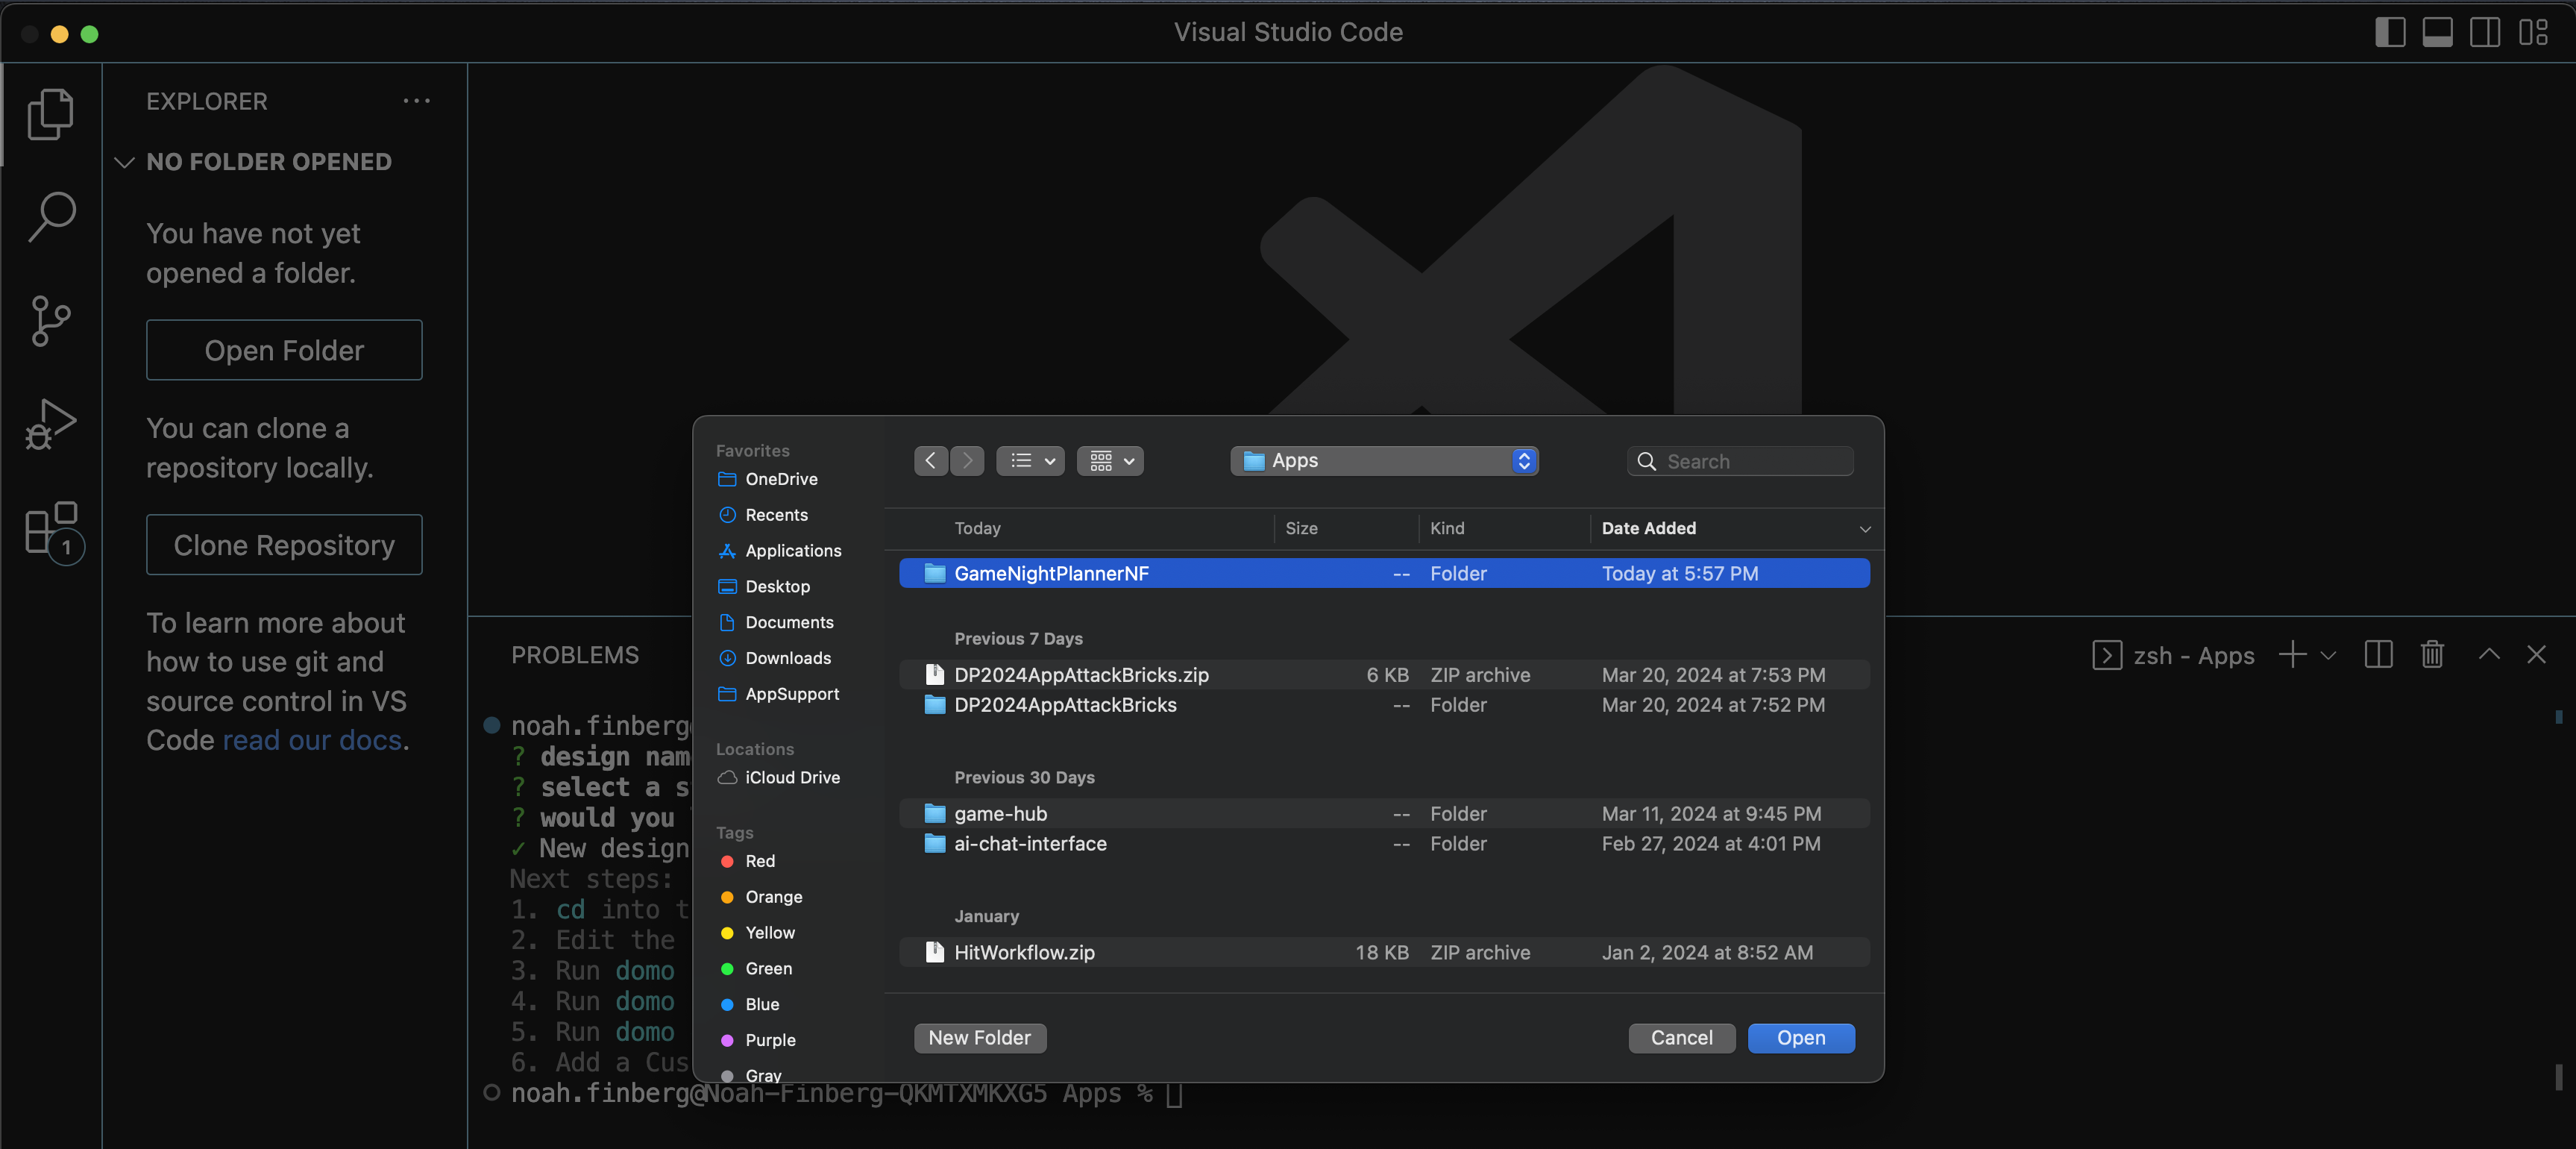 Visual Studio Code
EXPLORER
NO FOLDER OPENED
You have not yet
opened a folder.
Open Folder
You can clone a
repository locally.
Clone Repository
To learn more about
how to use git and
source control in VS
Code read our docs.
1
Favorites
OneDrive
Recents
Applications
Desktop
Documents
Downloads
AppSupport
Locations
iCloud Drive
Tags
Red
Orange
Yellow
Green
Blue
Purple
Gray
Apps
Search
Today Size Kind Date Added
GameNightPlannerNF -- Folder Today at 5:57 PM
Previous 7 Days
DP2024AppAttackBricks.zip 6 KB ZIP archive Mar 20, 2024 at 7:53 PM
DP2024AppAttackBricks -- Folder Mar 20, 2024 at 7:52 PM
Previous 30 Days
game-hub -- Folder Mar 11, 2024 at 9:45 PM
ai-chat-interface -- Folder Feb 27, 2024 at 4:01 PM
January
HitWorkflow.zip 18 KB ZIP archive Jan 2, 2024 at 8:52 AM
New Folder
Cancel
Open
PROBLEMS
zsh - Apps
noah.finberg@
? design nam
? select a s
? would you
✓ New design
Next steps:
1. cd into t
2. Edit the
3. Run domo
4. Run domo
5. Run domo
6. Add a Cus
noah.finberg@Noah-Finberg-QKMTXMKXG5 Apps %